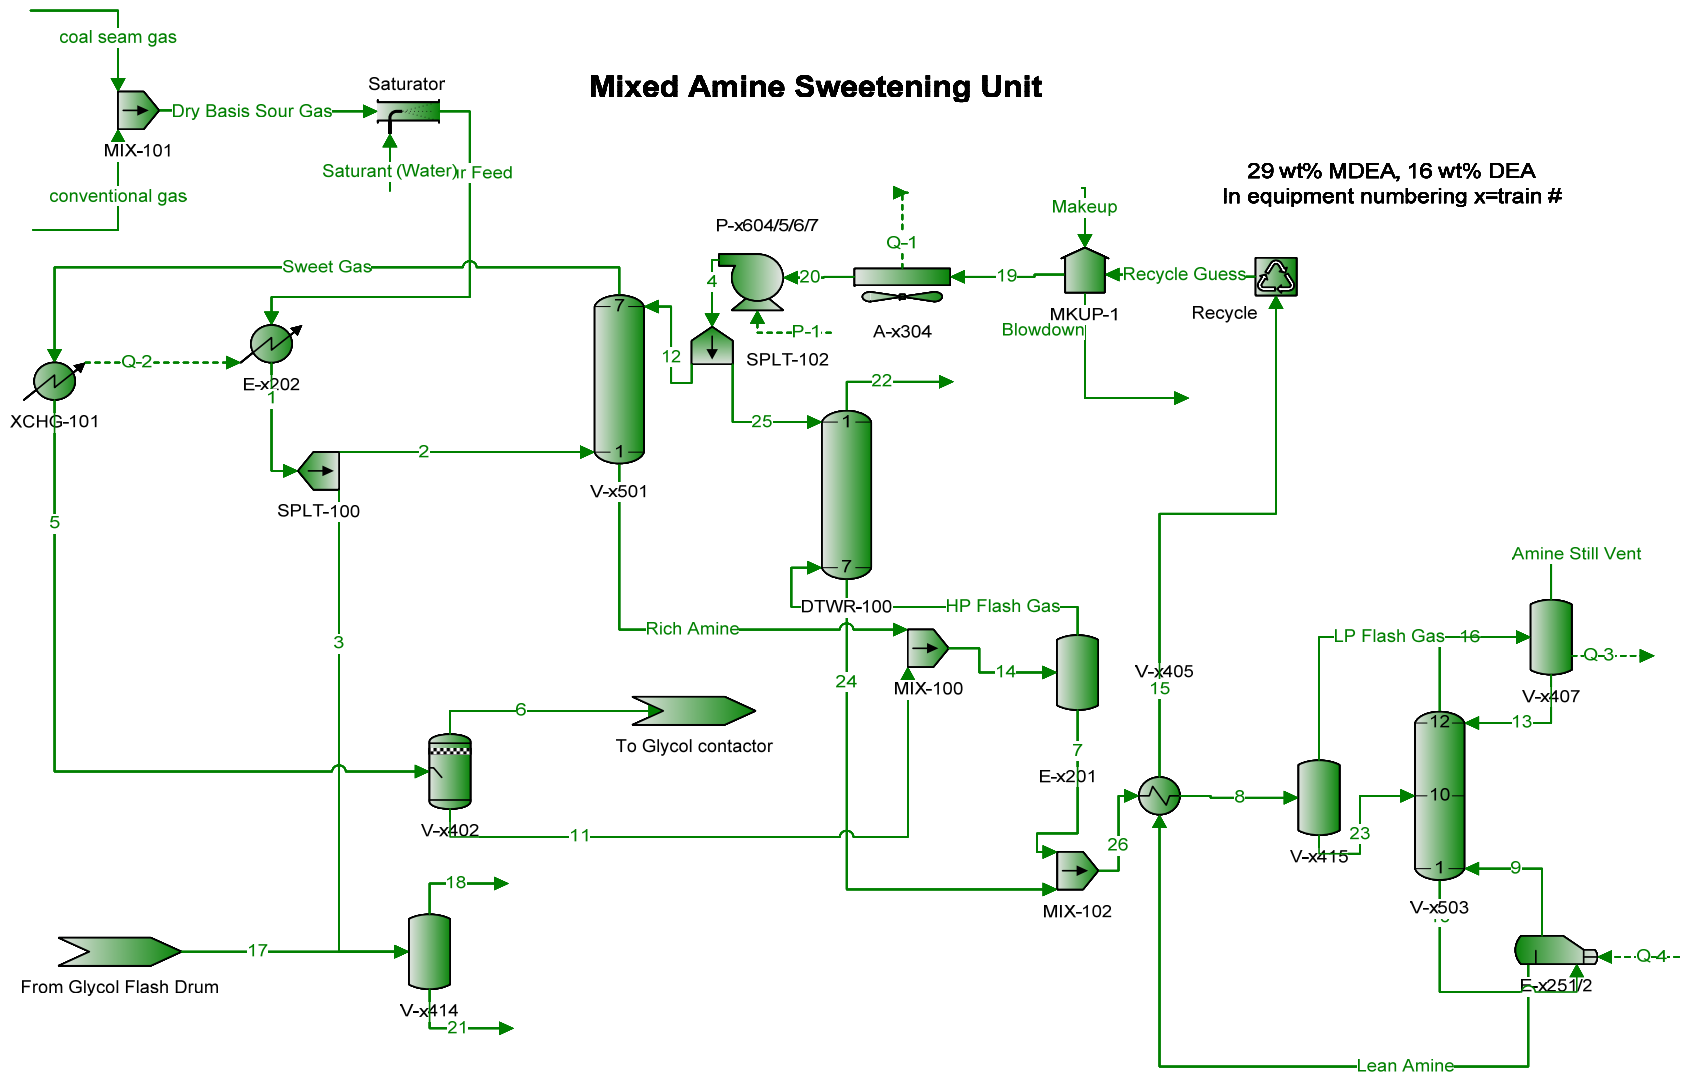 coal seam gas
Saturator
Mixed Amine Sweetening Unit
Dry Basis Sour Gas
MIX-101
Saturant (Water)
ir Feed
conventional gas
29 wt% MDEA, 16 wt% DEA
In equipment numbering x=train #
Makeup
P-x604/5/6/7
Q-1
Sweet Gas
4
20
19
Recycle Guess
7
MKUP-1
Recycle
P-1
A-x304
Blowdown
12
SPLT-102
Q-2
E-x202
1
XCHG-101
22
25
1
2
1
V-x501
SPLT-100
5
7
Amine Still Vent
DTWR-100
HP Flash Gas
3
Rich Amine
LP Flash Gas
16
Q-3
14
V-x405
15
24
MIX-100
V-x407
6
12
13
To Glycol contactor
7
E-x201
8
10
V-x402
11
26
23
V-x415
1
9
18
MIX-102
V-x503
17
Q-4
From Glycol Flash Drum
E-x251/2
V-x414
21
Lean Amine